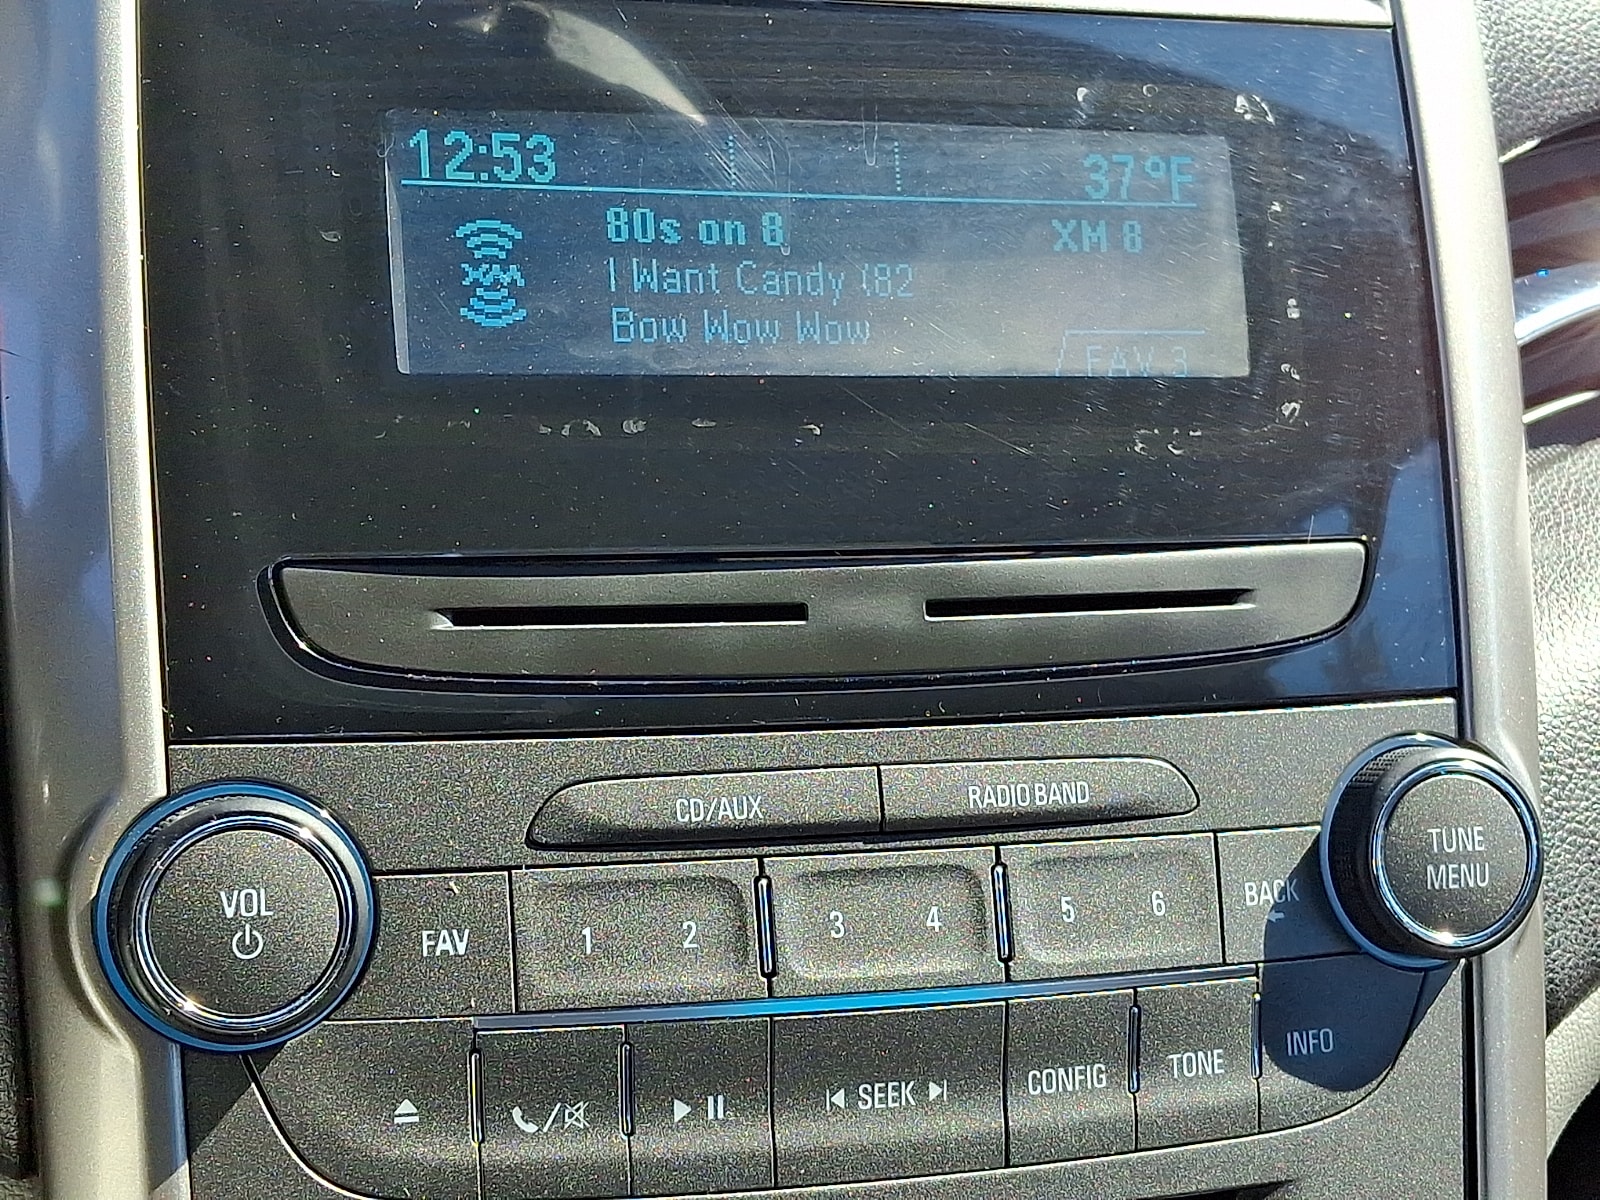 12:53 37°F
80s on 8 XM 8
XM
I Want Candy (82
Bow Wow Wow
FAV 3
CD/AUX RADIO BAND
VOL
TUNE
MENU
FAV 1 2 3 4 5 6 BACK
SEEK CONFIG TONE INFO